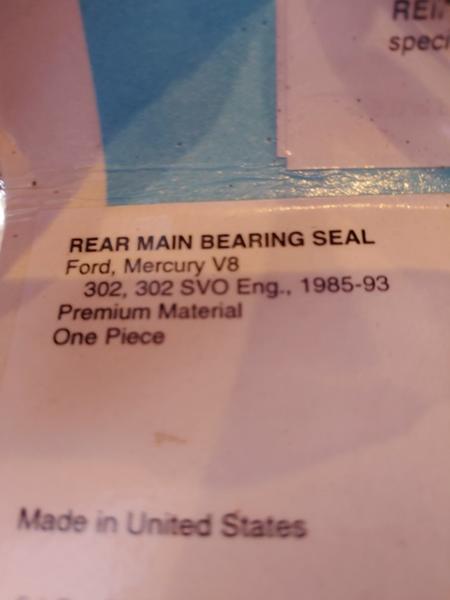 speci
REAR MAIN BEARING SEAL
Ford, Mercury V8
302, 302 SVO Eng., 1985-93
Premium Material
One Piece
Made in United States